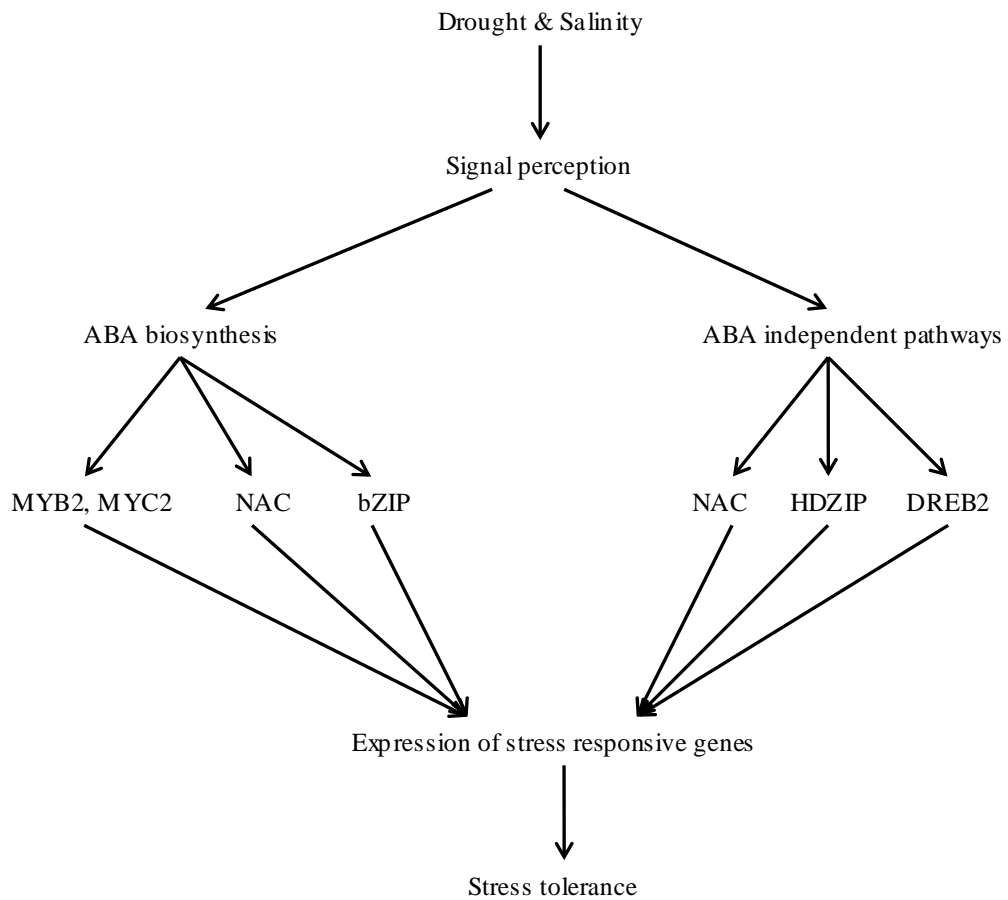 Drought & Salinity
Signal perception
ABA biosynthesis
ABA independent pathways
MYB2, MYC2 NAC bZIP NAC HDZIP DREB2
Expression of stress responsive genes
Stress tolerance